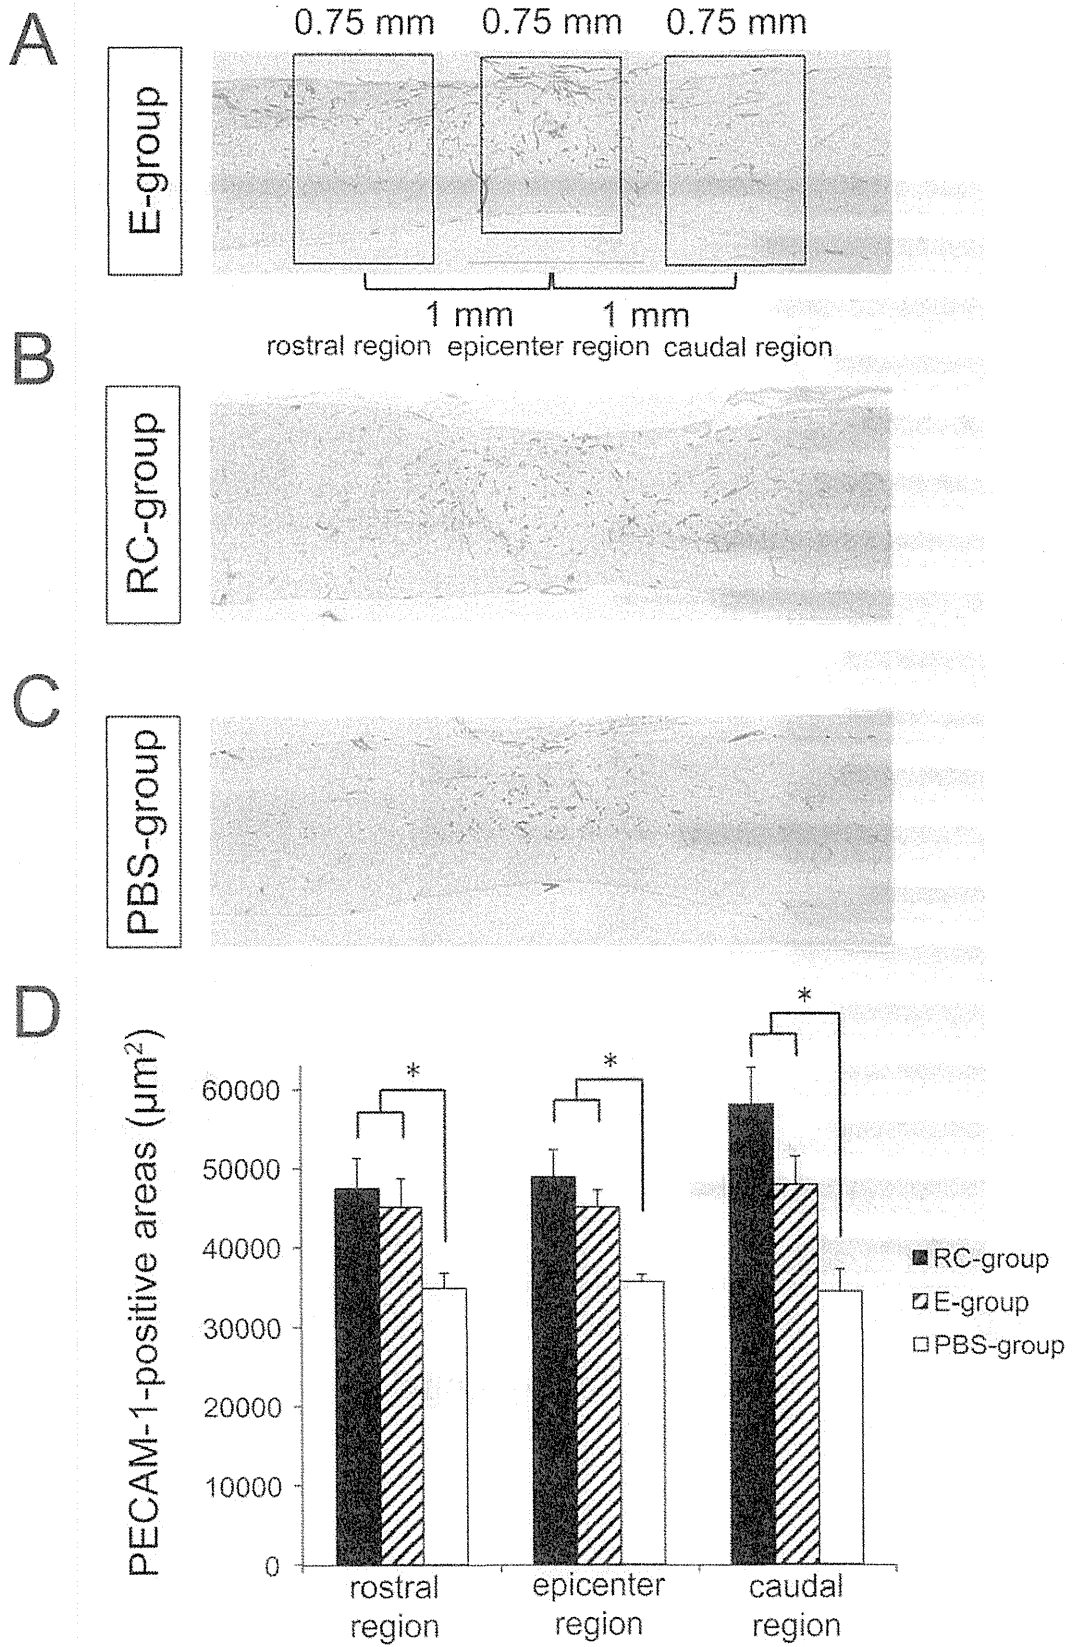 A
0.75 mm 0.75 mm 0.75 mm
E-group
1 mm 1 mm
rostral region epicenter region caudal region
B
RC-group
C
PBS-group
D
PECAM-1-positive areas (μm²)
60000
50000
40000
30000
20000
10000
0
* * *
RC-group
E-group
PBS-group
rostral region
epicenter region
caudal region